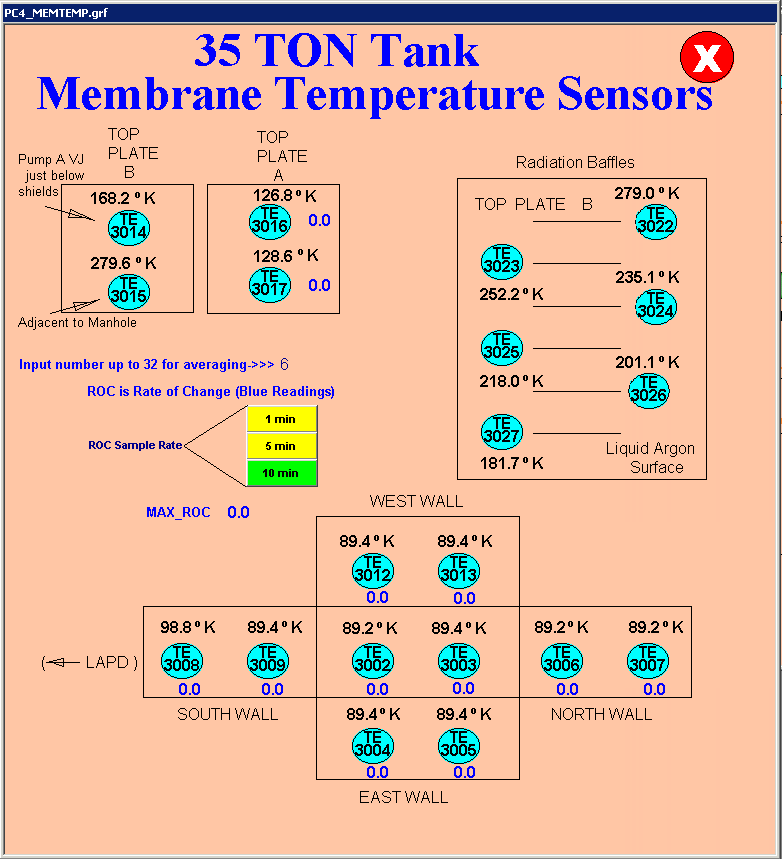 PC4_MEMTEMP.grf
35 TON Tank
Membrane Temperature Sensors
X
TOP
PLATE
B
Pump A VJ
just below
shields
168.2 º K
TE
3014
279.6 º K
TE
3015
Adjacent to Manhole
TOP
PLATE
A
126.8 º K
TE
3016
0.0
128.6 º K
TE
3017
0.0
Radiation Baffles
TOP PLATE B
279.0 º K
TE
3022
TE
3023
252.2 º K
235.1 º K
TE
3024
TE
3025
218.0 º K
201.1 º K
TE
3026
TE
3027
181.7 º K
Liquid Argon
Surface
Input number up to 32 for averaging->>> 6
ROC is Rate of Change (Blue Readings)
ROC Sample Rate
1 min
5 min
10 min
MAX_ROC 0.0
WEST WALL
89.4 º K 89.4 º K
TE TE
3012 3013
0.0 0.0
98.8 º K 89.4 º K 89.2 º K 89.4 º K 89.2 º K 89.2 º K
TE TE TE TE TE TE
3008 3009 3002 3003 3006 3007
0.0 0.0 0.0 0.0 0.0 0.0
( LAPD )
SOUTH WALL
NORTH WALL
89.4 º K 89.4 º K
TE TE
3004 3005
0.0 0.0
EAST WALL